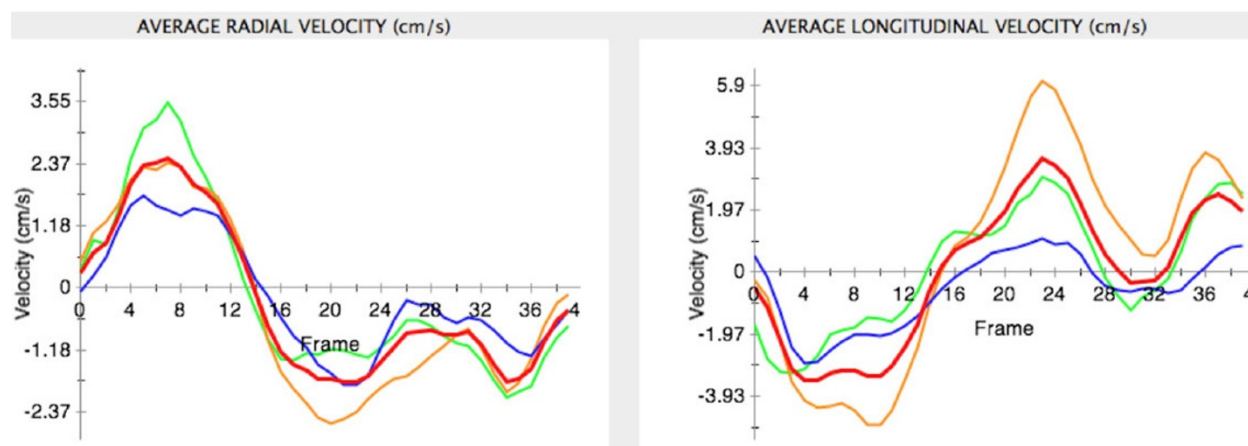 AVERAGE RADIAL VELOCITY (cm/s)
3.55
2.37
1.18
0
-1.18
-2.37
Velocity (cm/s)
0 4 8 12 16 20 24 28 32 36 4
Frame
AVERAGE LONGITUDINAL VELOCITY (cm/s)
5.9
3.93
1.97
0
-1.97
-3.93
Velocity (cm/s)
0 4 8 12 16 20 24 28 32 36 4
Frame